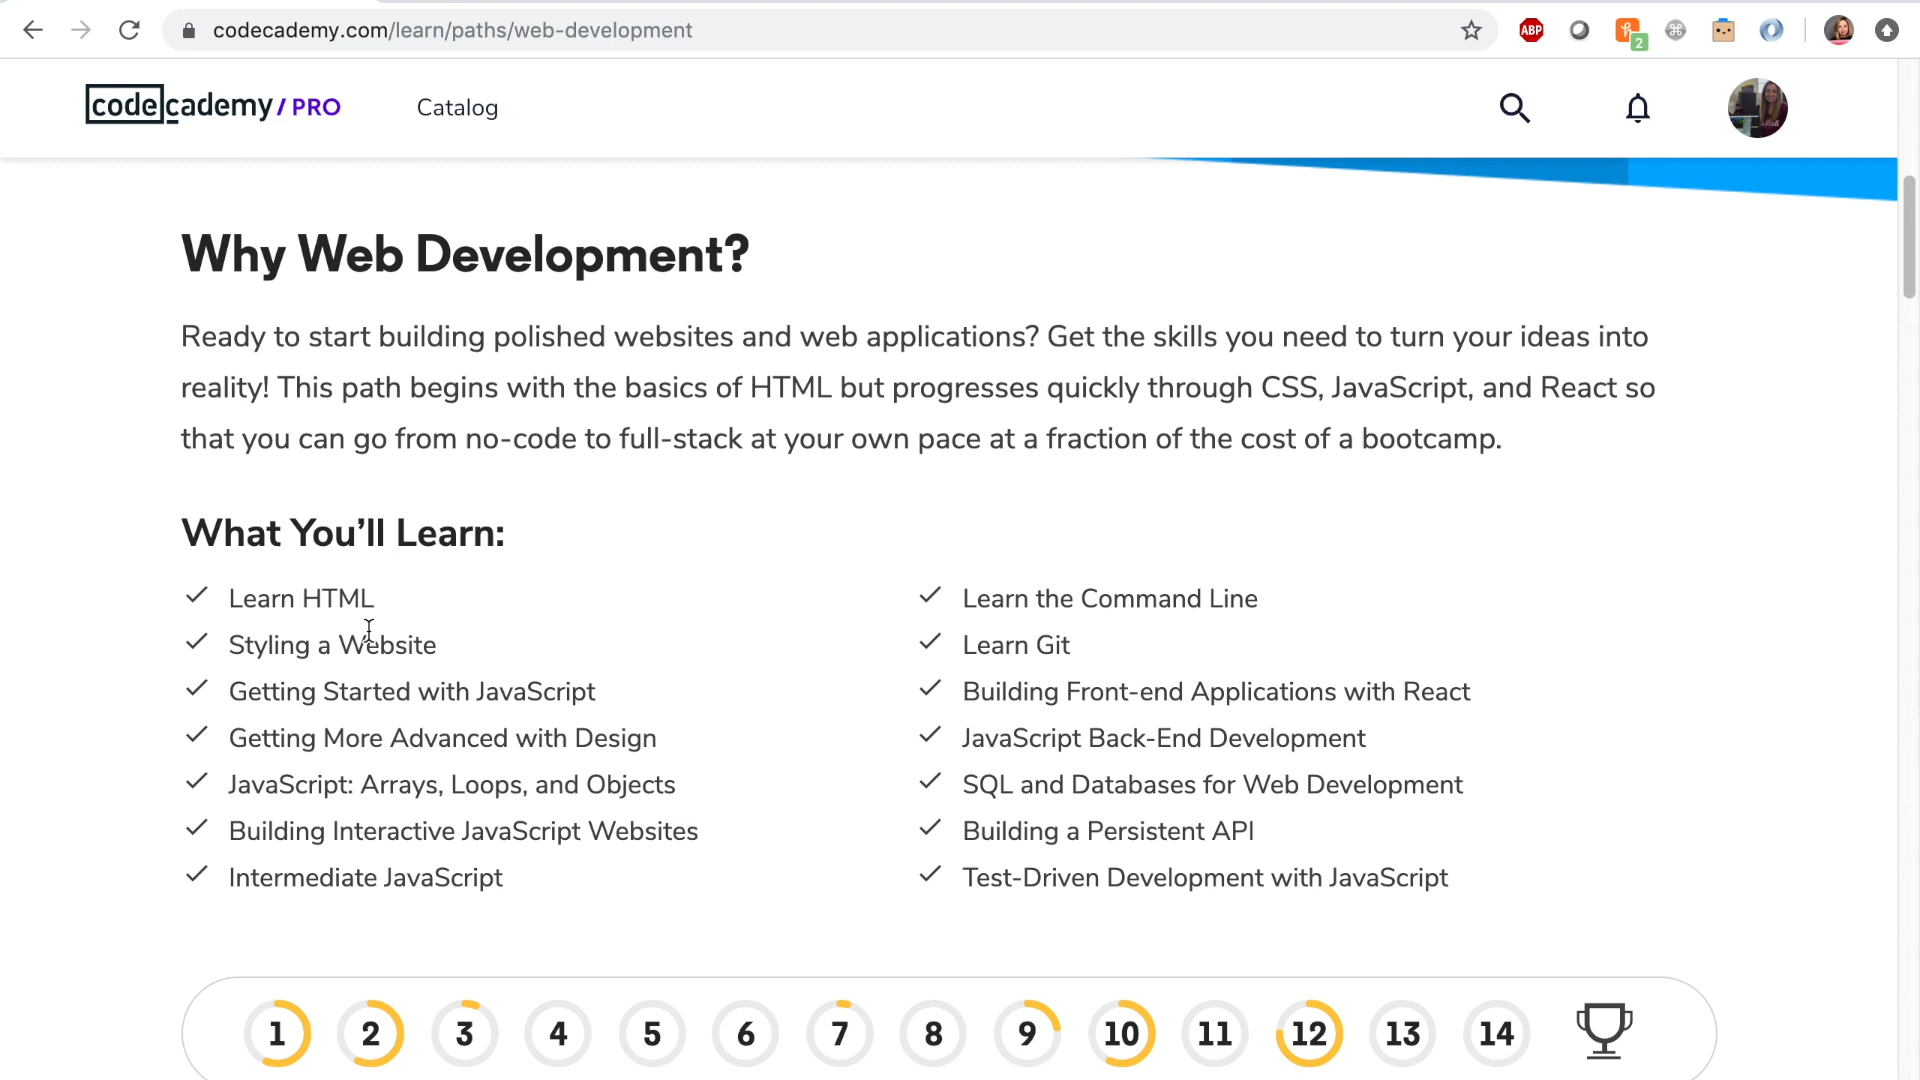 codecademy.com/learn/paths/web-development
ABP
2
codecademy / PRO
Catalog
Why Web Development?
Ready to start building polished websites and web applications? Get the skills you need to turn your ideas into
reality! This path begins with the basics of HTML but progresses quickly through CSS, JavaScript, and React so
that you can go from no-code to full-stack at your own pace at a fraction of the cost of a bootcamp.
What You’ll Learn:
Learn HTML
Styling a Website
Getting Started with JavaScript
Getting More Advanced with Design
JavaScript: Arrays, Loops, and Objects
Building Interactive JavaScript Websites
Intermediate JavaScript
Learn the Command Line
Learn Git
Building Front-end Applications with React
JavaScript Back-End Development
SQL and Databases for Web Development
Building a Persistent API
Test-Driven Development with JavaScript
1 2 3 4 5 6 7 8 9 10 11 12 13 14